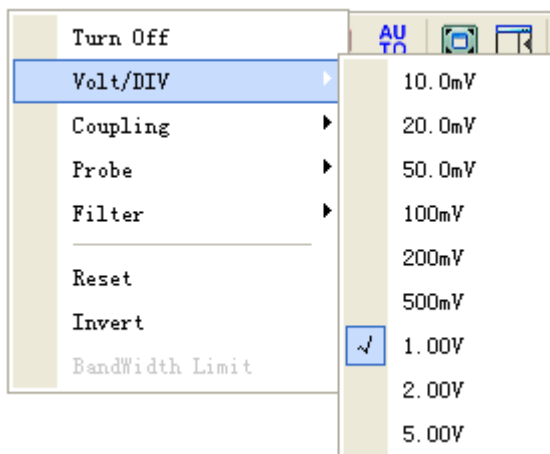 Turn Off
AU
TO
Volt/DIV
Coupling
Probe
Filter
Reset
Invert
BandWidth Limit
10.0mV
20.0mV
50.0mV
100mV
200mV
500mV
1.00V
2.00V
5.00V